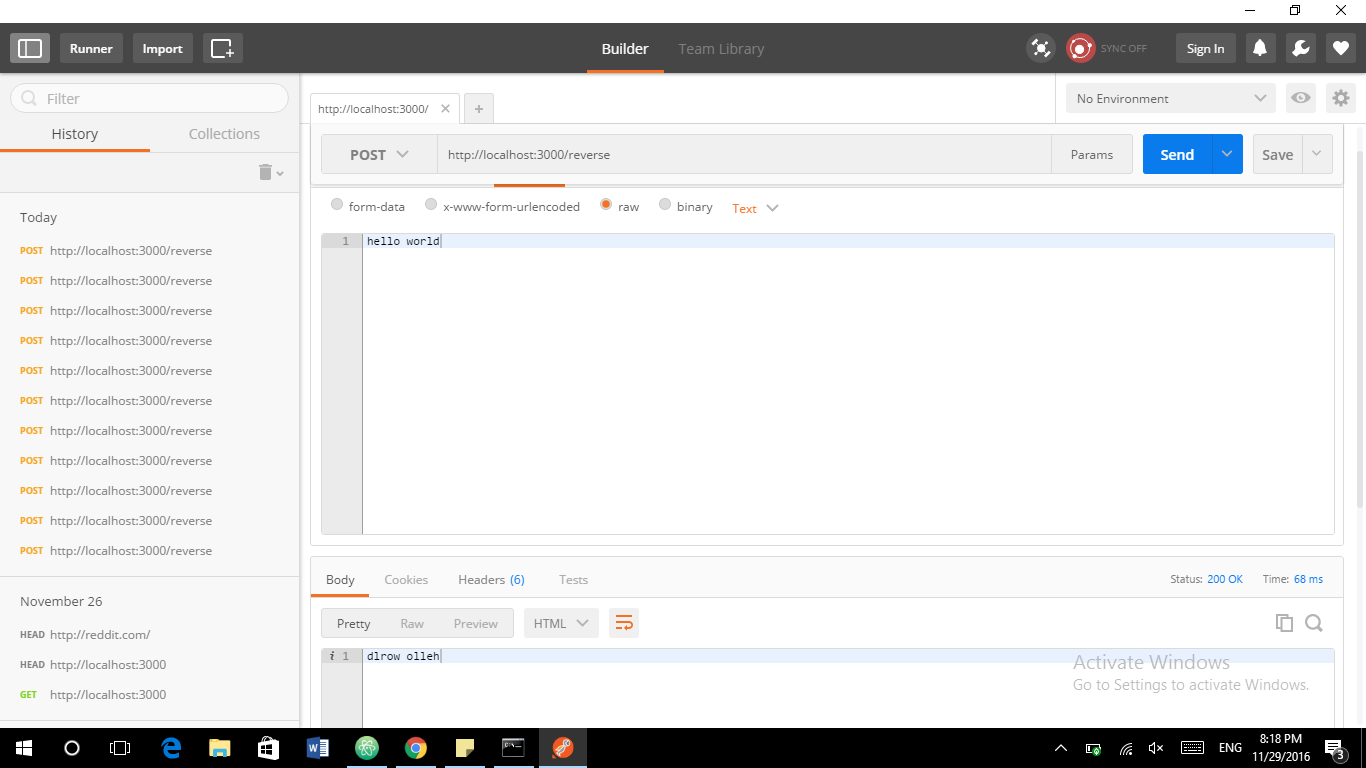 Runner
Import
Builder
Team Library
SYNC OFF
Sign In
Filter
History
Collections
Today
POST http://localhost:3000/reverse
POST http://localhost:3000/reverse
POST http://localhost:3000/reverse
POST http://localhost:3000/reverse
POST http://localhost:3000/reverse
POST http://localhost:3000/reverse
POST http://localhost:3000/reverse
POST http://localhost:3000/reverse
POST http://localhost:3000/reverse
POST http://localhost:3000/reverse
POST http://localhost:3000/reverse
November 26
HEAD http://reddit.com/
HEAD http://localhost:3000
GET http://localhost:3000
http://localhost:3000/
No Environment
POST
http://localhost:3000/reverse
Params
Send
Save
form-data
x-www-form-urlencoded
raw
binary
Text
1 hello world
Body
Cookies
Headers (6)
Tests
Status: 200 OK
Time: 68 ms
Pretty
Raw
Preview
HTML
i 1 dlrow olleh
Activate Windows
Go to Settings to activate Windows.
ENG
8:18 PM
11/29/2016
3